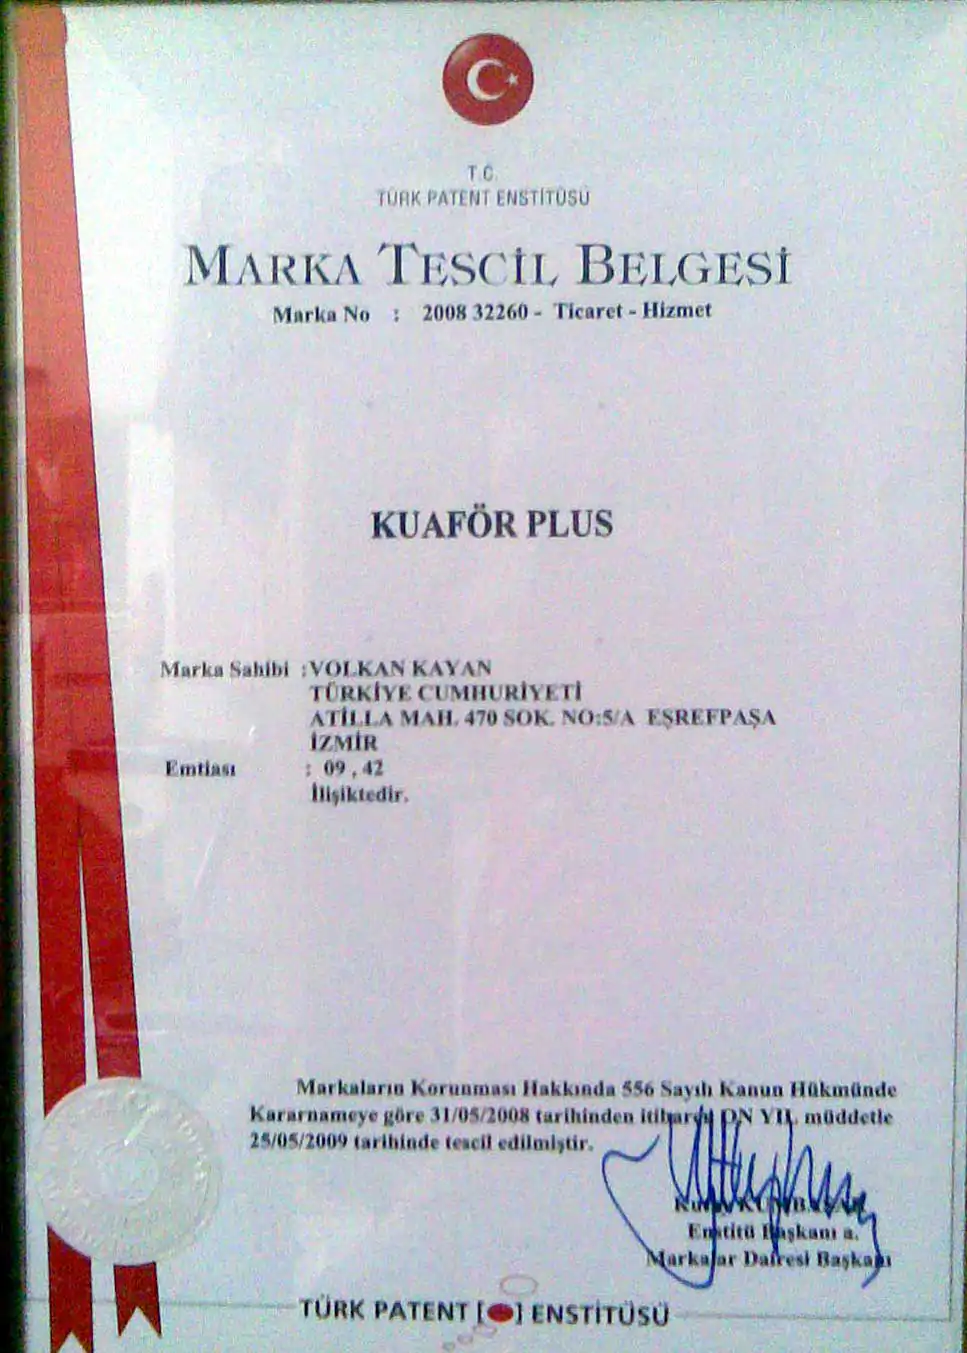 T.C.
TÜRK PATENT ENSTİTÜSÜ
MARKA TESCİL BELGESİ
Marka No : 2008 32260 - Ticaret - Hizmet
KUAFÖR PLUS
Marka Sahibi :VOLKAN KAYAN
TÜRKİYE CUMHURİYETİ
ATİLLA MAH. 470 SOK. NO:5/A EŞREFPAŞA
İZMİR
Emtiası : 09 , 42
İlişiktedir.
Markaların Korunması Hakkında 556 Sayılı Kanun Hükmünde
Kararnameye göre 31/05/2008 tarihinden itibaren ON YIL müddetle
25/05/2009 tarihinde tescil edilmiştir.
Enstitü Başkanı a.
Markalar Dairesi Başkanı
TÜRK PATENT [ ] ENSTİTÜSÜ